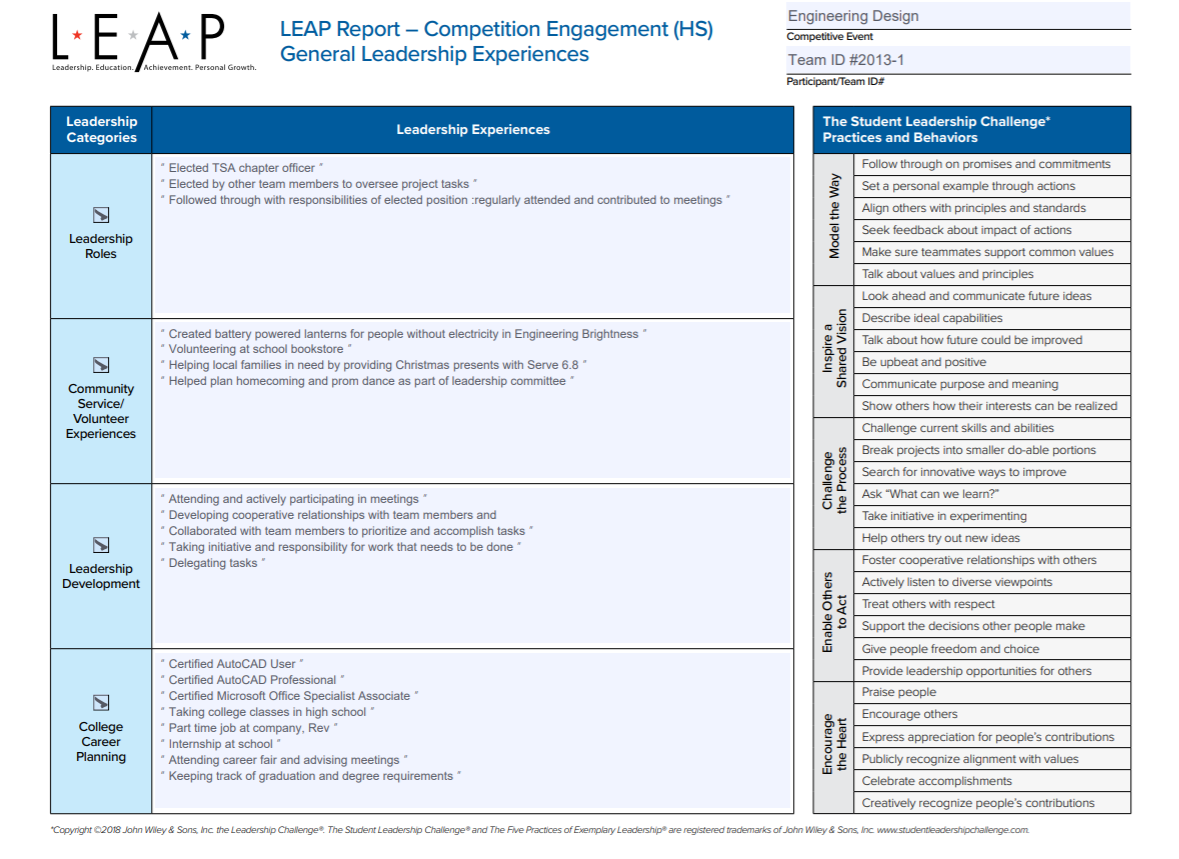 LEAP
Leadership. Education. Achievement. Personal Growth.
LEAP Report – Competition Engagement (HS)
General Leadership Experiences
Engineering Design
Competitive Event
Team ID #2013-1
Participant/Team ID#
Leadership
Categories
Leadership Experiences
Leadership
Roles
" Elected TSA chapter officer "
" Elected by other team members to oversee project tasks "
" Followed through with responsibilities of elected position :regularly attended and contributed to meetings "
Community
Service/
Volunteer
Experiences
" Created battery powered lanterns for people without electricity in Engineering Brightness "
" Volunteering at school bookstore "
" Helping local families in need by providing Christmas presents with Serve 6.8 "
" Helped plan homecoming and prom dance as part of leadership committee "
Leadership
Development
" Attending and actively participating in meetings "
" Developing cooperative relationships with team members and
" Collaborated with team members to prioritize and accomplish tasks "
" Taking initiative and responsibility for work that needs to be done "
" Delegating tasks "
College
Career
Planning
" Certified AutoCAD User "
" Certified AutoCAD Professional "
" Certified Microsoft Office Specialist Associate "
" Taking college classes in high school "
" Part time job at company, Rev "
" Internship at school "
" Attending career fair and advising meetings "
" Keeping track of graduation and degree requirements "
The Student Leadership Challenge*
Practices and Behaviors
Model the Way
Follow through on promises and commitments
Set a personal example through actions
Align others with principles and standards
Seek feedback about impact of actions
Make sure teammates support common values
Talk about values and principles
Inspire a
Shared Vision
Look ahead and communicate future ideas
Describe ideal capabilities
Talk about how future could be improved
Be upbeat and positive
Communicate purpose and meaning
Show others how their interests can be realized
Challenge
the Process
Challenge current skills and abilities
Break projects into smaller do-able portions
Search for innovative ways to improve
Ask “What can we learn?”
Take initiative in experimenting
Help others try out new ideas
Enable Others
to Act
Foster cooperative relationships with others
Actively listen to diverse viewpoints
Treat others with respect
Support the decisions other people make
Give people freedom and choice
Provide leadership opportunities for others
Encourage
the Heart
Praise people
Encourage others
Express appreciation for people’s contributions
Publicly recognize alignment with values
Celebrate accomplishments
Creatively recognize people’s contributions
*Copyright ©2018 John Wiley & Sons, Inc. the Leadership Challenge®. The Student Leadership Challenge® and The Five Practices of Exemplary Leadership® are registered trademarks of John Wiley & Sons, Inc. www.studentleadershipchallenge.com.